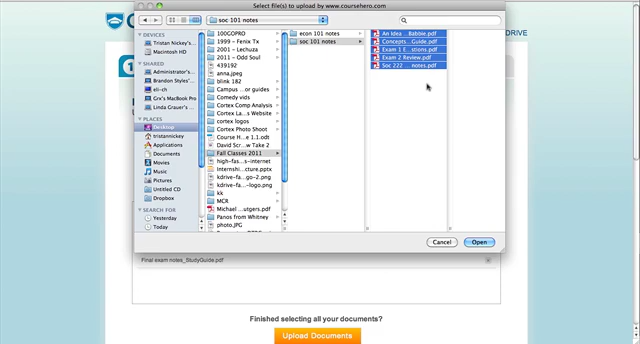 Select file(s) to upload by www.coursehero.com
soc 101 notes
DEVICES
Tristan Nickey's...
Macintosh HD
SHARED
Administrator's...
Brandon Styles'...
eli-ch
Grx's MacBook Pro
Linda Grauer's...
PLACES
Desktop
tristannickey
Applications
Documents
Movies
Music
Pictures
Untitled CD
Dropbox
SEARCH FOR
Yesterday
Today
100GOPRO
1999 - Fenix Tx
2001 - Lechuza
2011 - Odd Soul
439192
anna.jpeg
blink 182
Campus ...or guides
Comedy vids
Cortex Comp Analysis
Cortex La...s Website
cortex logos
Cortex Photo Shoot
Course H...e 1.1.odt
David Scr...w Take 2
Fall Classes 2011
high-fas...s-internet
Internshi...cture.pptx
kdrive-fa...go-2.png
kdrive-fa...-logo.png
kk
MCR
Michael ...utgers.pdf
Panos from Whitney
photo.JPG
econ 101 notes
soc 101 notes
An Idea ...Babbie.pdf
Concepts ...Guide.pdf
Exam 1 E...stions.pdf
Exam 2 Review.pdf
Soc 222 ... notes.pdf
Cancel
Open
DRIVE
1
Final exam notes_StudyGuide.pdf
Finished selecting all your documents?
Upload Documents